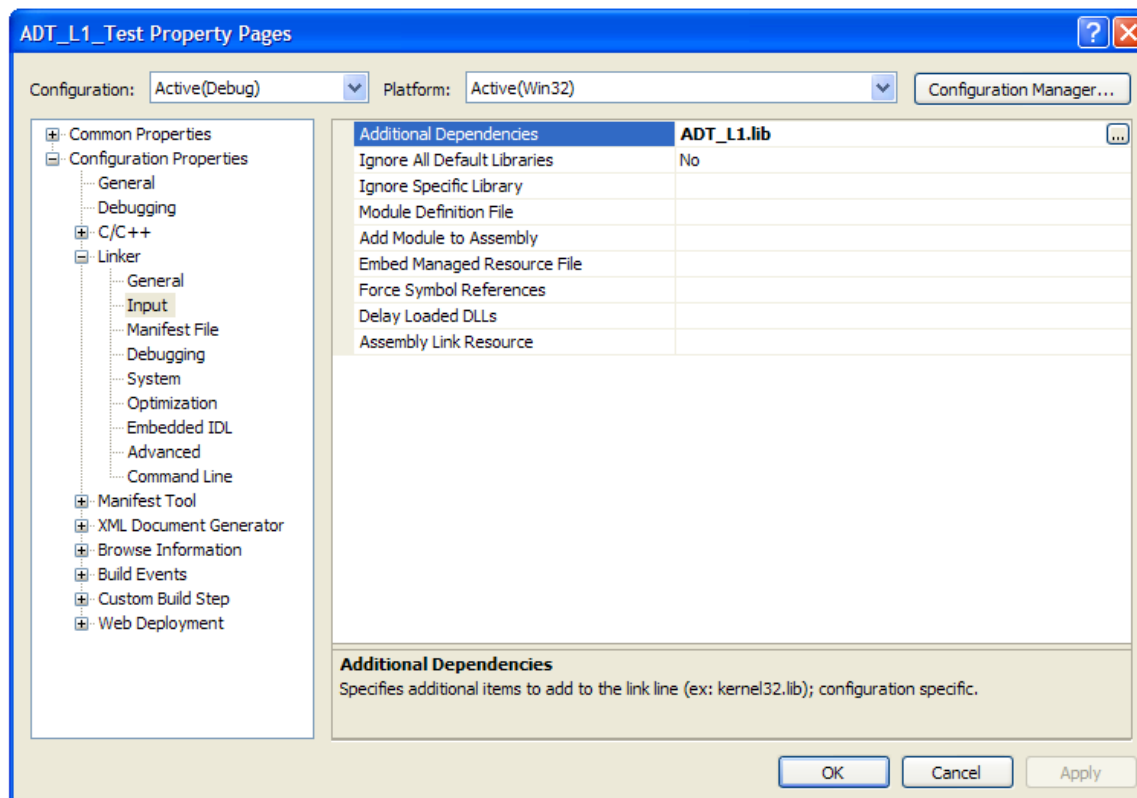 ADT_L1_Test Property Pages
Configuration: Active(Debug) Platform: Active(Win32) Configuration Manager...
Common Properties
Configuration Properties
General
Debugging
C/C++
Linker
General
Input
Manifest File
Debugging
System
Optimization
Embedded IDL
Advanced
Command Line
Manifest Tool
XML Document Generator
Browse Information
Build Events
Custom Build Step
Web Deployment
Additional Dependencies ADT_L1.lib ...
Ignore All Default Libraries No
Ignore Specific Library
Module Definition File
Add Module to Assembly
Embed Managed Resource File
Force Symbol References
Delay Loaded DLLs
Assembly Link Resource
Additional Dependencies
Specifies additional items to add to the link line (ex: kernel32.lib); configuration specific.
OK Cancel Apply